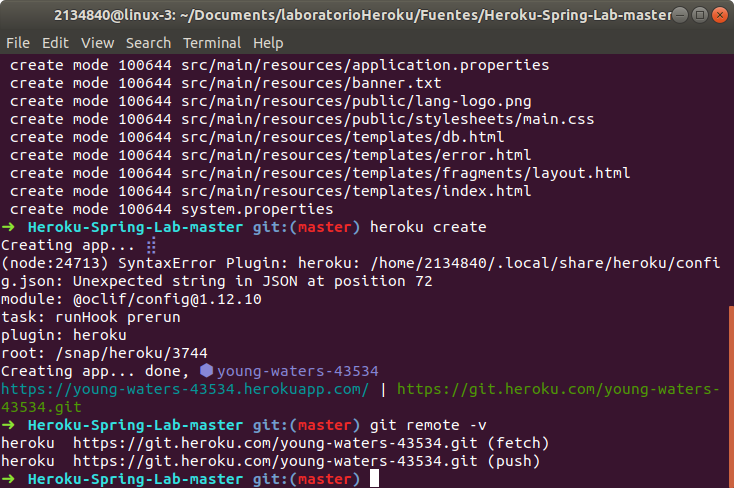 2134840@linux-3: ~/Documents/laboratorioHeroku/Fuentes/Heroku-Spring-Lab-master
File Edit View Search Terminal Help
create mode 100644 src/main/resources/application.properties
create mode 100644 src/main/resources/banner.txt
create mode 100644 src/main/resources/public/lang-logo.png
create mode 100644 src/main/resources/public/stylesheets/main.css
create mode 100644 src/main/resources/templates/db.html
create mode 100644 src/main/resources/templates/error.html
create mode 100644 src/main/resources/templates/fragments/layout.html
create mode 100644 src/main/resources/templates/index.html
create mode 100644 system.properties
➜ Heroku-Spring-Lab-master git:(master) heroku create
Creating app... ⣾
(node:24713) SyntaxError Plugin: heroku: /home/2134840/.local/share/heroku/confi
g.json: Unexpected string in JSON at position 72
module: @oclif/config@1.12.10
task: runHook prerun
plugin: heroku
root: /snap/heroku/3744
Creating app... done, ⬢ young-waters-43534
https://young-waters-43534.herokuapp.com/ | https://git.heroku.com/young-waters-
43534.git
➜ Heroku-Spring-Lab-master git:(master) git remote -v
heroku https://git.heroku.com/young-waters-43534.git (fetch)
heroku https://git.heroku.com/young-waters-43534.git (push)
➜ Heroku-Spring-Lab-master git:(master)